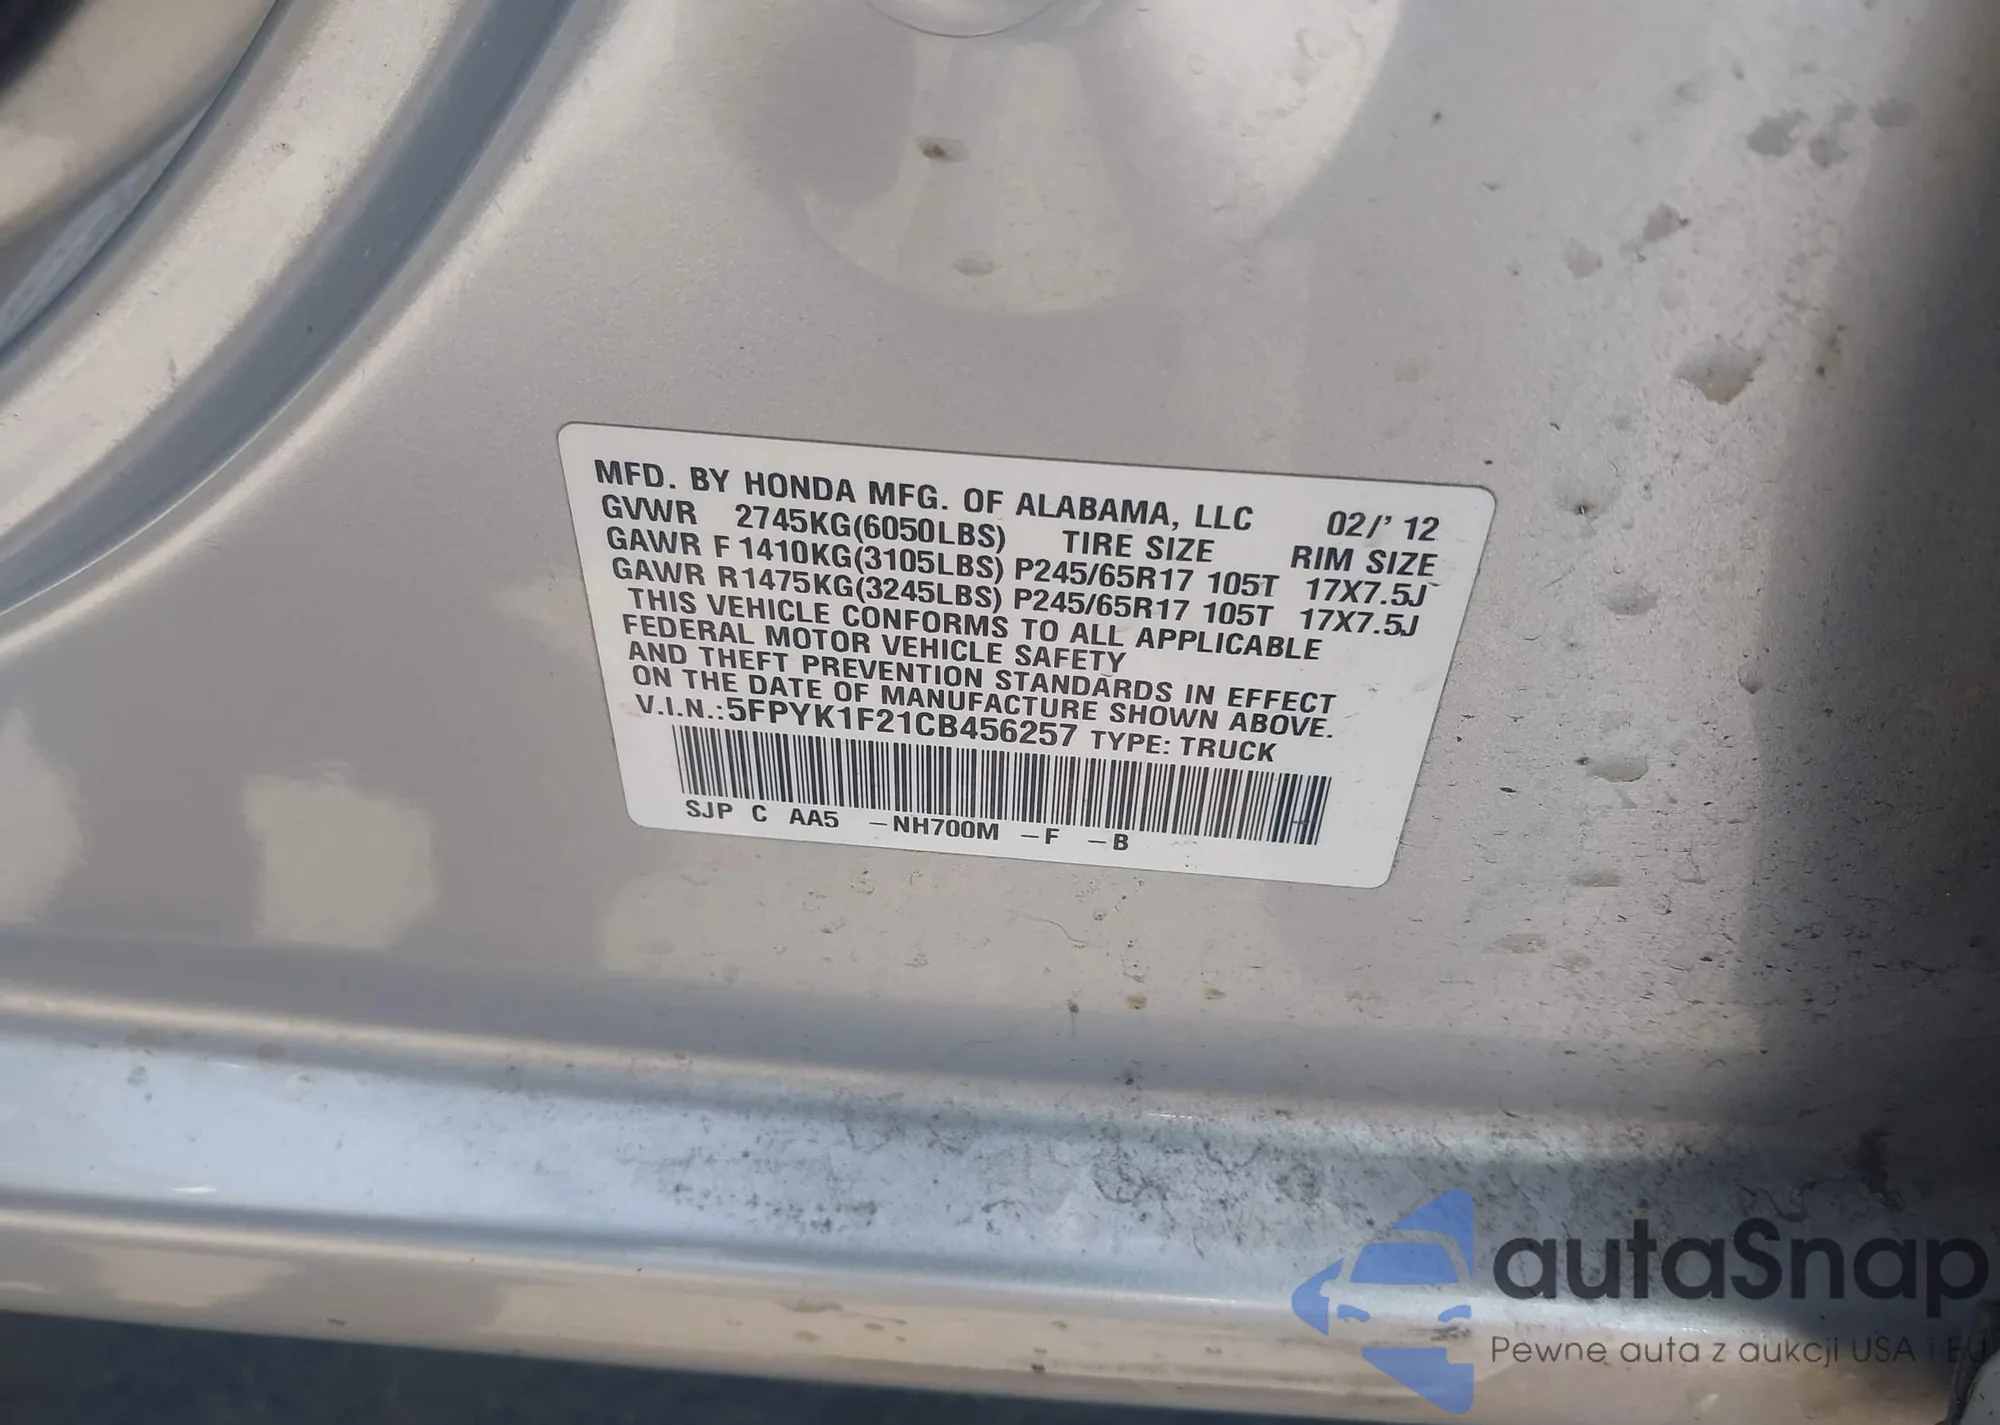 MFD. BY HONDA MFG. OF ALABAMA, LLC 02/' 12
GVWR 2745KG(6050LBS) TIRE SIZE RIM SIZE
GAWR F 1410KG(3105LBS) P245/65R17 105T 17X7.5J
GAWR R1475KG(3245LBS) P245/65R17 105T 17X7.5J
THIS VEHICLE CONFORMS TO ALL APPLICABLE
FEDERAL MOTOR VEHICLE SAFETY
AND THEFT PREVENTION STANDARDS IN EFFECT
ON THE DATE OF MANUFACTURE SHOWN ABOVE.
V.I.N.:5FPYK1F21CB456257 TYPE: TRUCK
SJP C AA5 -NH700M -F -B
autaSnap
Pewne auta z aukcji USA i EU